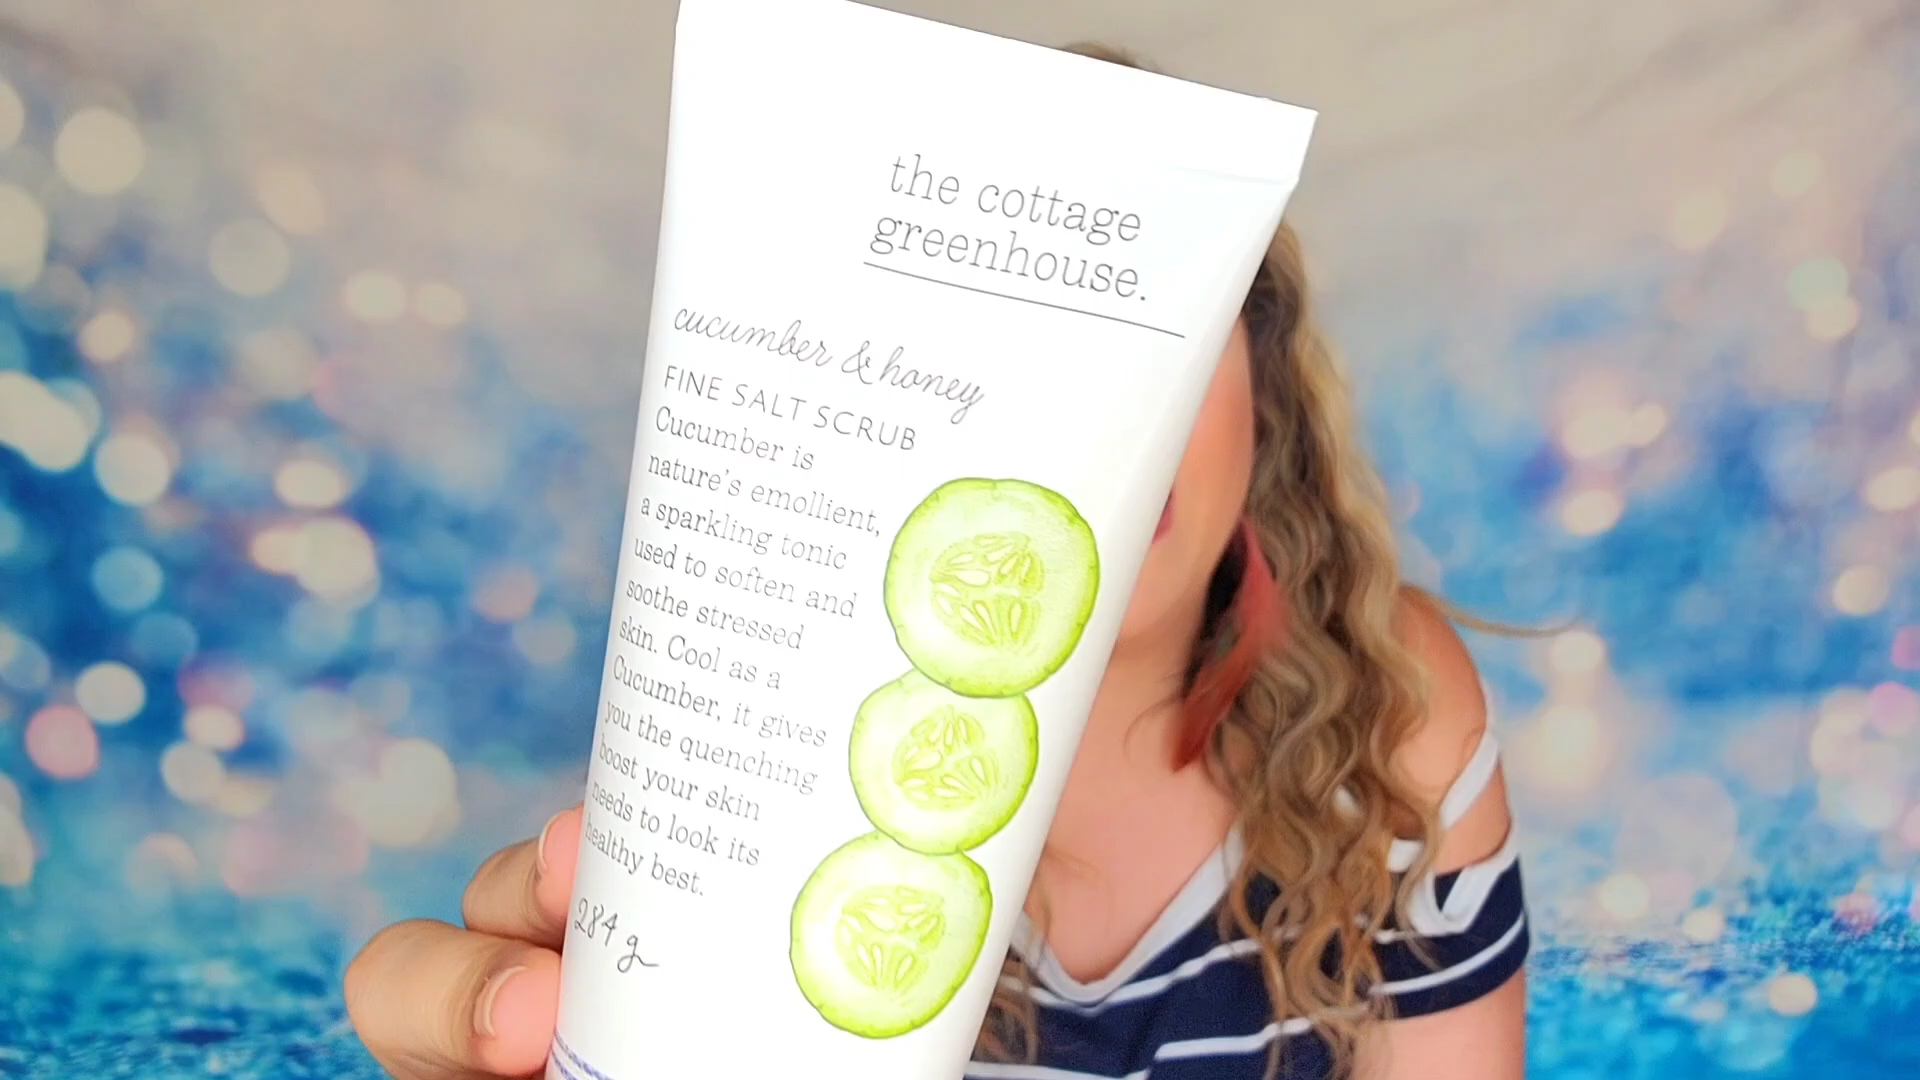 the cottage
greenhouse.
cucumber & honey
FINE SALT SCRUB
Cucumber is
nature's emollient,
a sparkling tonic
used to soften and
soothe stressed
skin. Cool as a
Cucumber, it gives
you the quenching
boost your skin
needs to look its
healthy best.
284 g